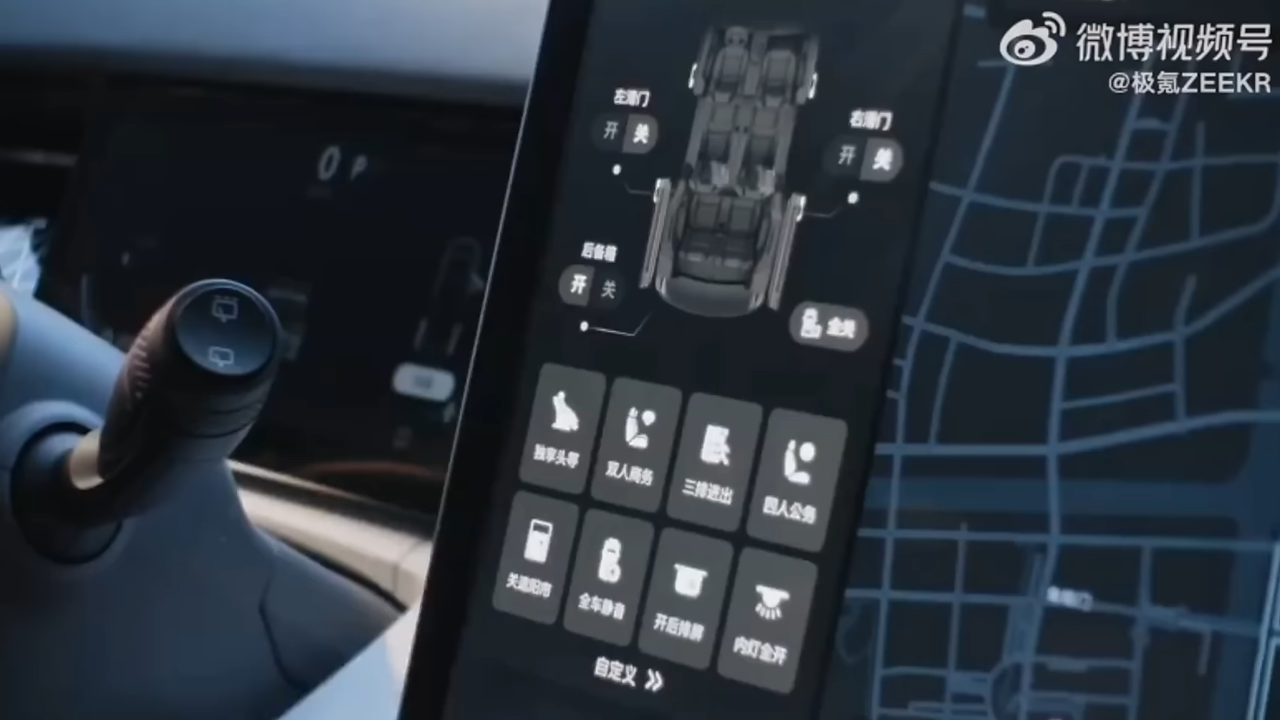 微博视频号
@极氪ZEEKR
0 P
左滑门
开 关
右滑门
开 关
后备箱
开 关
全关
独享头等
双人商务
三排进出
四人公务
关遮阳帘
全车静音
开后排屏
内灯全开
自定义